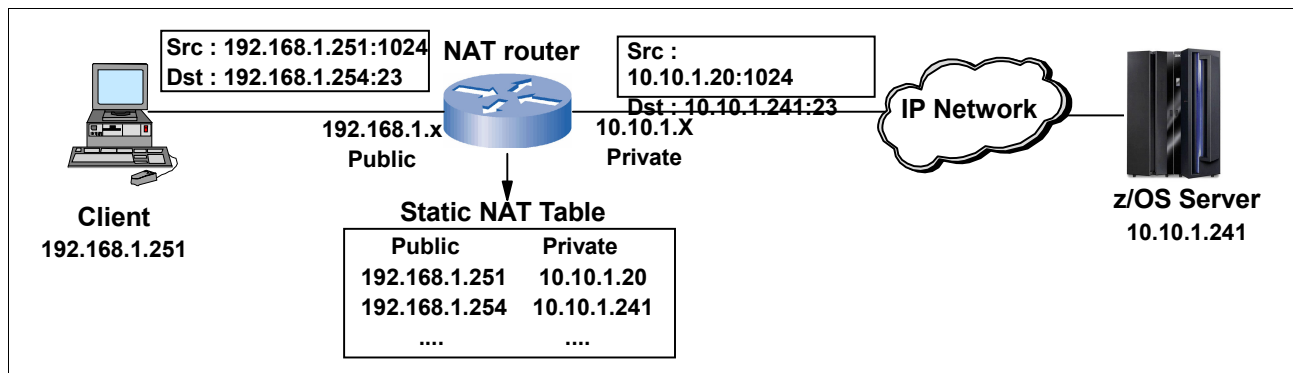 Src : 192.168.1.251:1024
Dst : 192.168.1.254:23
NAT router
Src :
10.10.1.20:1024
Dst : 10.10.1.241:23
192.168.1.x
Public
10.10.1.X
Private
IP Network
Client
192.168.1.251
z/OS Server
10.10.1.241
Static NAT Table
Public Private
192.168.1.251 10.10.1.20
192.168.1.254 10.10.1.241
.... ....